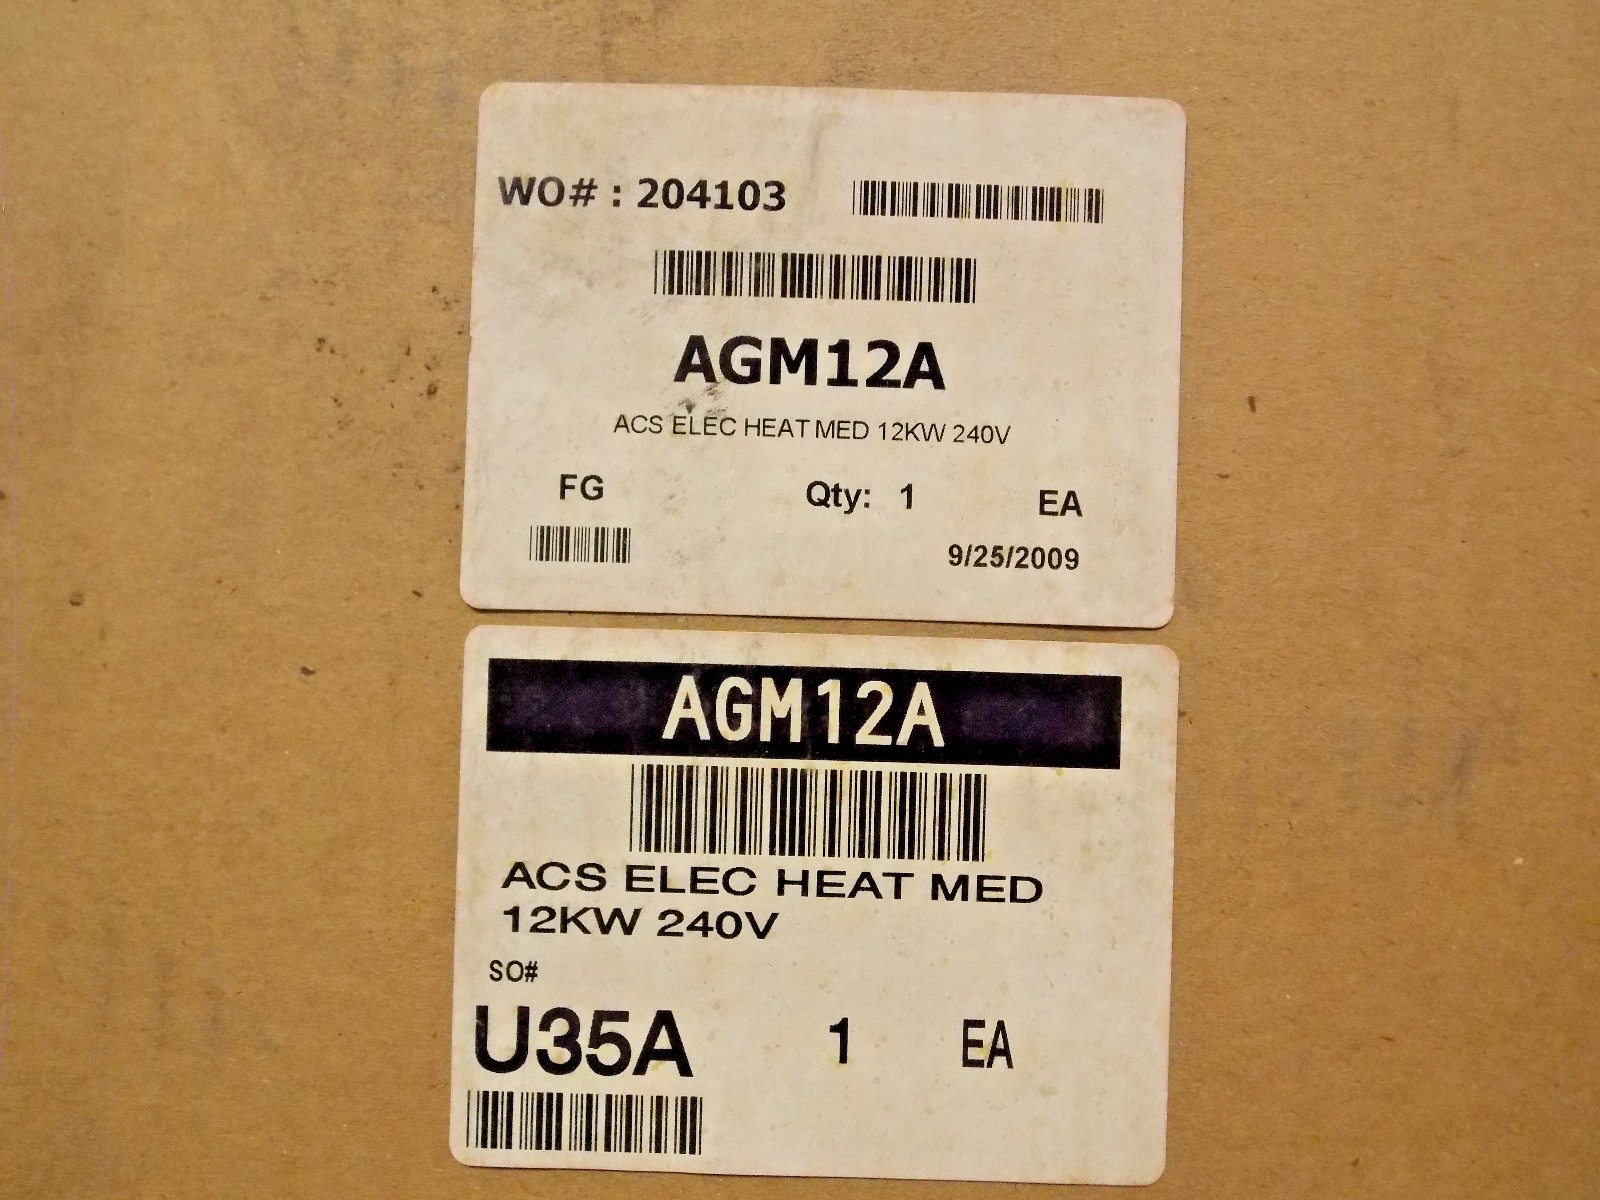 WO# : 204103
AGM12A
ACS ELEC HEAT MED 12KW 240V
FG Qty: 1 EA
9/25/2009
AGM12A
ACS ELEC HEAT MED
12KW 240V
SO#
U35A 1 EA